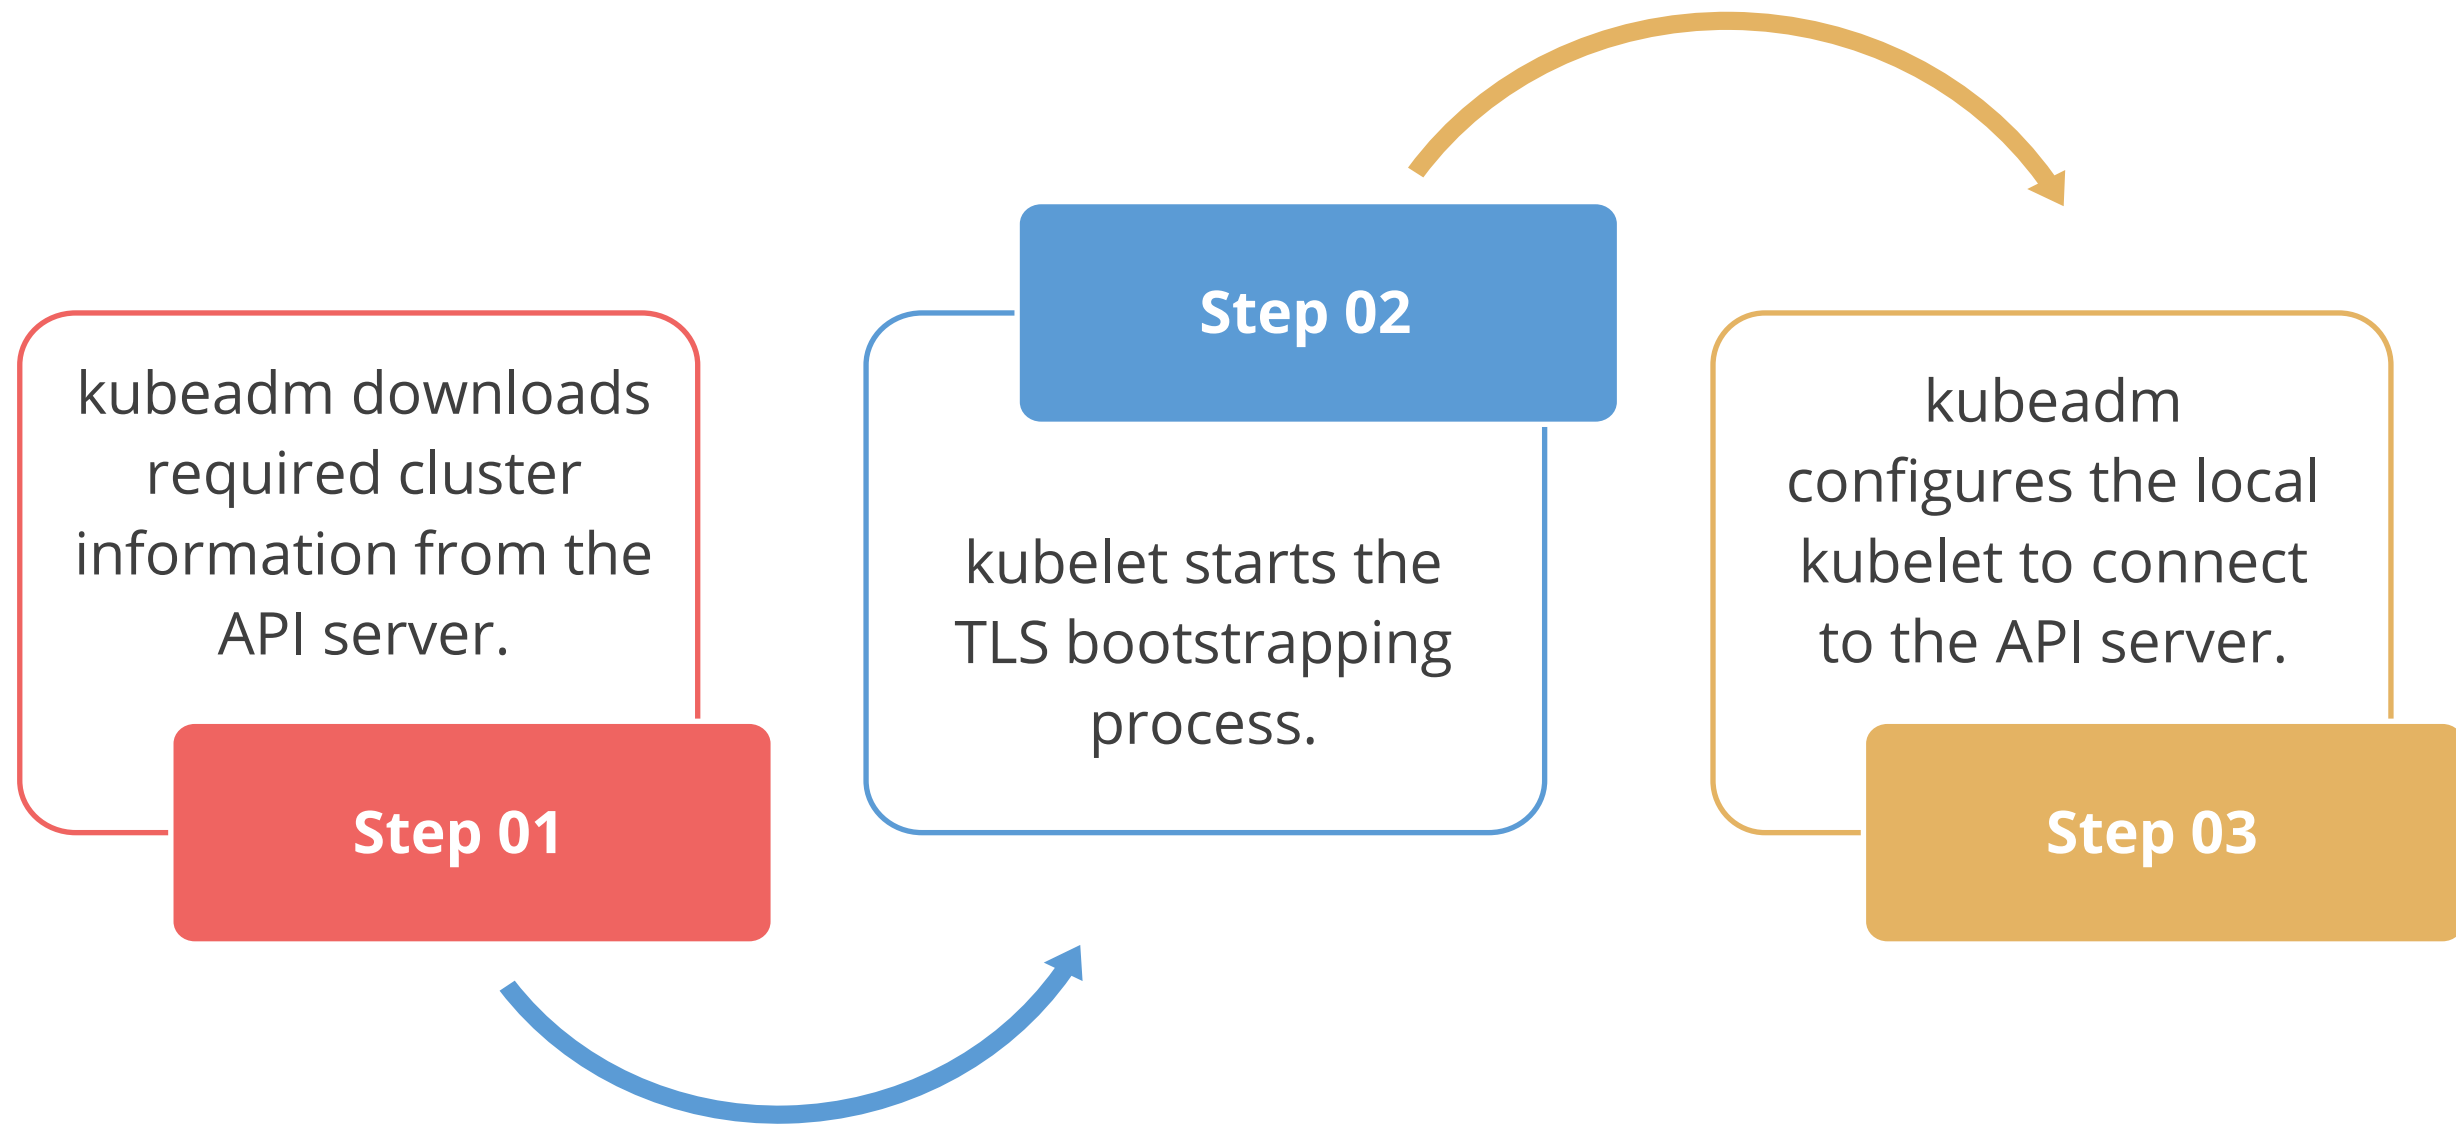 kubeadm downloads
required cluster
information from the
API server.
Step 01
Step 02
kubelet starts the
TLS bootstrapping
process.
kubeadm
configures the local
kubelet to connect
to the API server.
Step 03